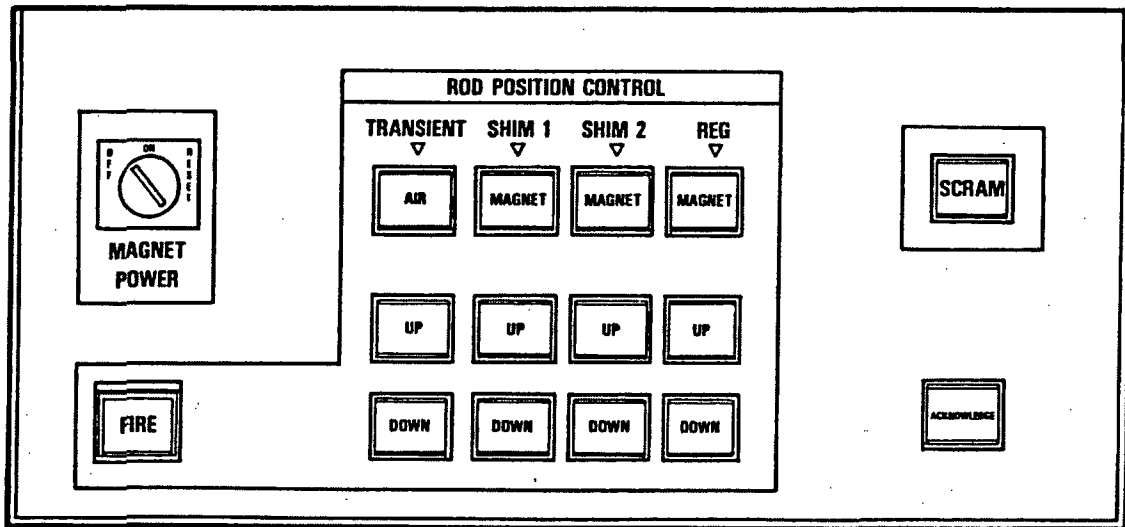 ROD POSITION CONTROL
TRANSIENT SHIM 1 SHIM 2 REG
OFF ON RESET
AIR MAGNET MAGNET MAGNET
SCRAM
MAGNET
POWER
UP UP UP UP
FIRE
DOWN DOWN DOWN DOWN
ACKNOWLEDGE